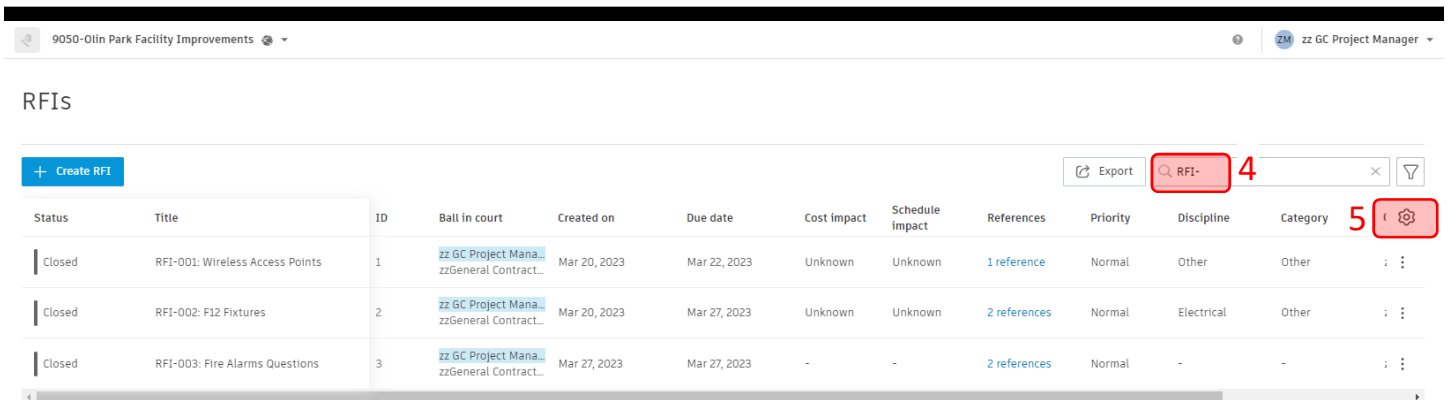 9050-Olin Park Facility Improvements
ZM zz GC Project Manager
RFIs
+ Create RFI
Export
RFI-
4
Status Title ID Ball in court Created on Due date Cost impact Schedule impact References Priority Discipline Category
5
Closed RFI-001: Wireless Access Points 1 zz GC Project Mana... Mar 20, 2023 Mar 22, 2023 Unknown Unknown 1 reference Normal Other Other
zzGeneral Contract...
Closed RFI-002: F12 Fixtures 2 zz GC Project Mana... Mar 20, 2023 Mar 27, 2023 Unknown Unknown 2 references Normal Electrical Other
zzGeneral Contract...
Closed RFI-003: Fire Alarms Questions 3 zz GC Project Mana... Mar 27, 2023 Mar 27, 2023 - - 2 references Normal - -
zzGeneral Contract...